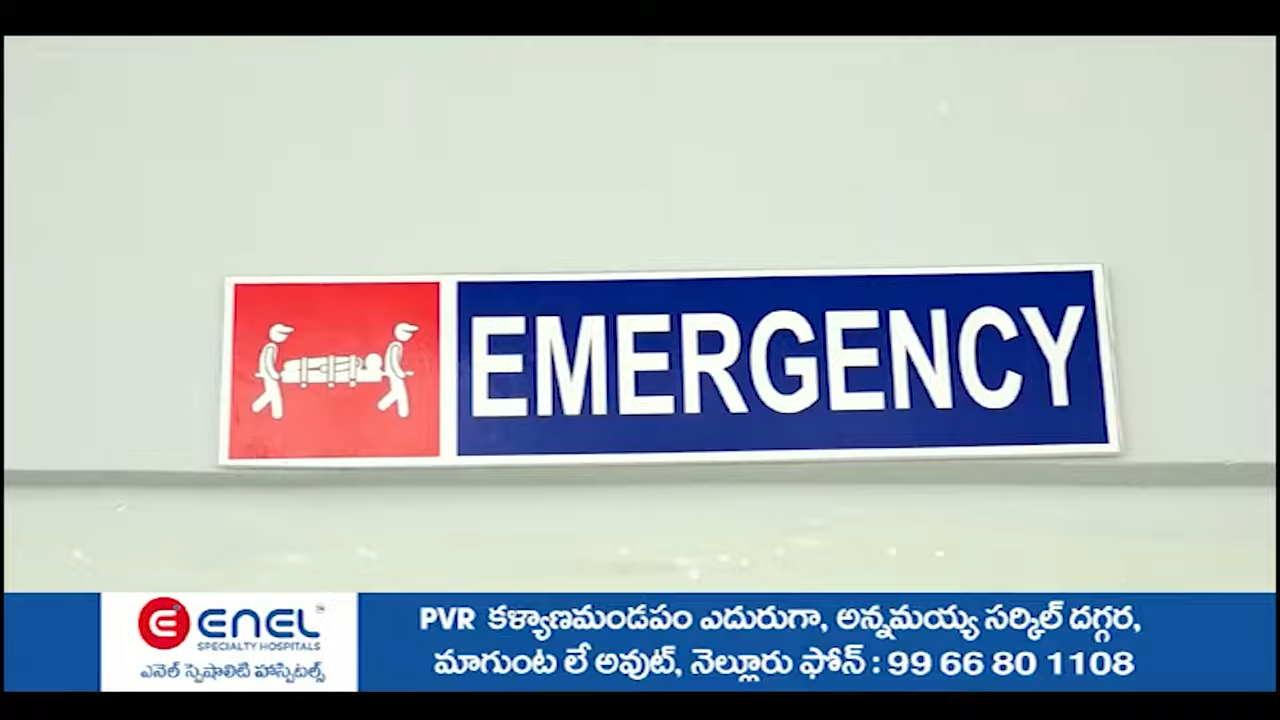 EMERGENCY
ENEL
SPECIALTY HOSPITALS
ఎనెల్ స్పెషాలిటి హాస్పిటల్స్
PVR కళ్యాణమండపం ఎదురుగా, అన్నమయ్య సర్కిల్ దగ్గర,
మాగుంట లే అవుట్, నెల్లూరు ఫోన్ : 99 66 80 1108